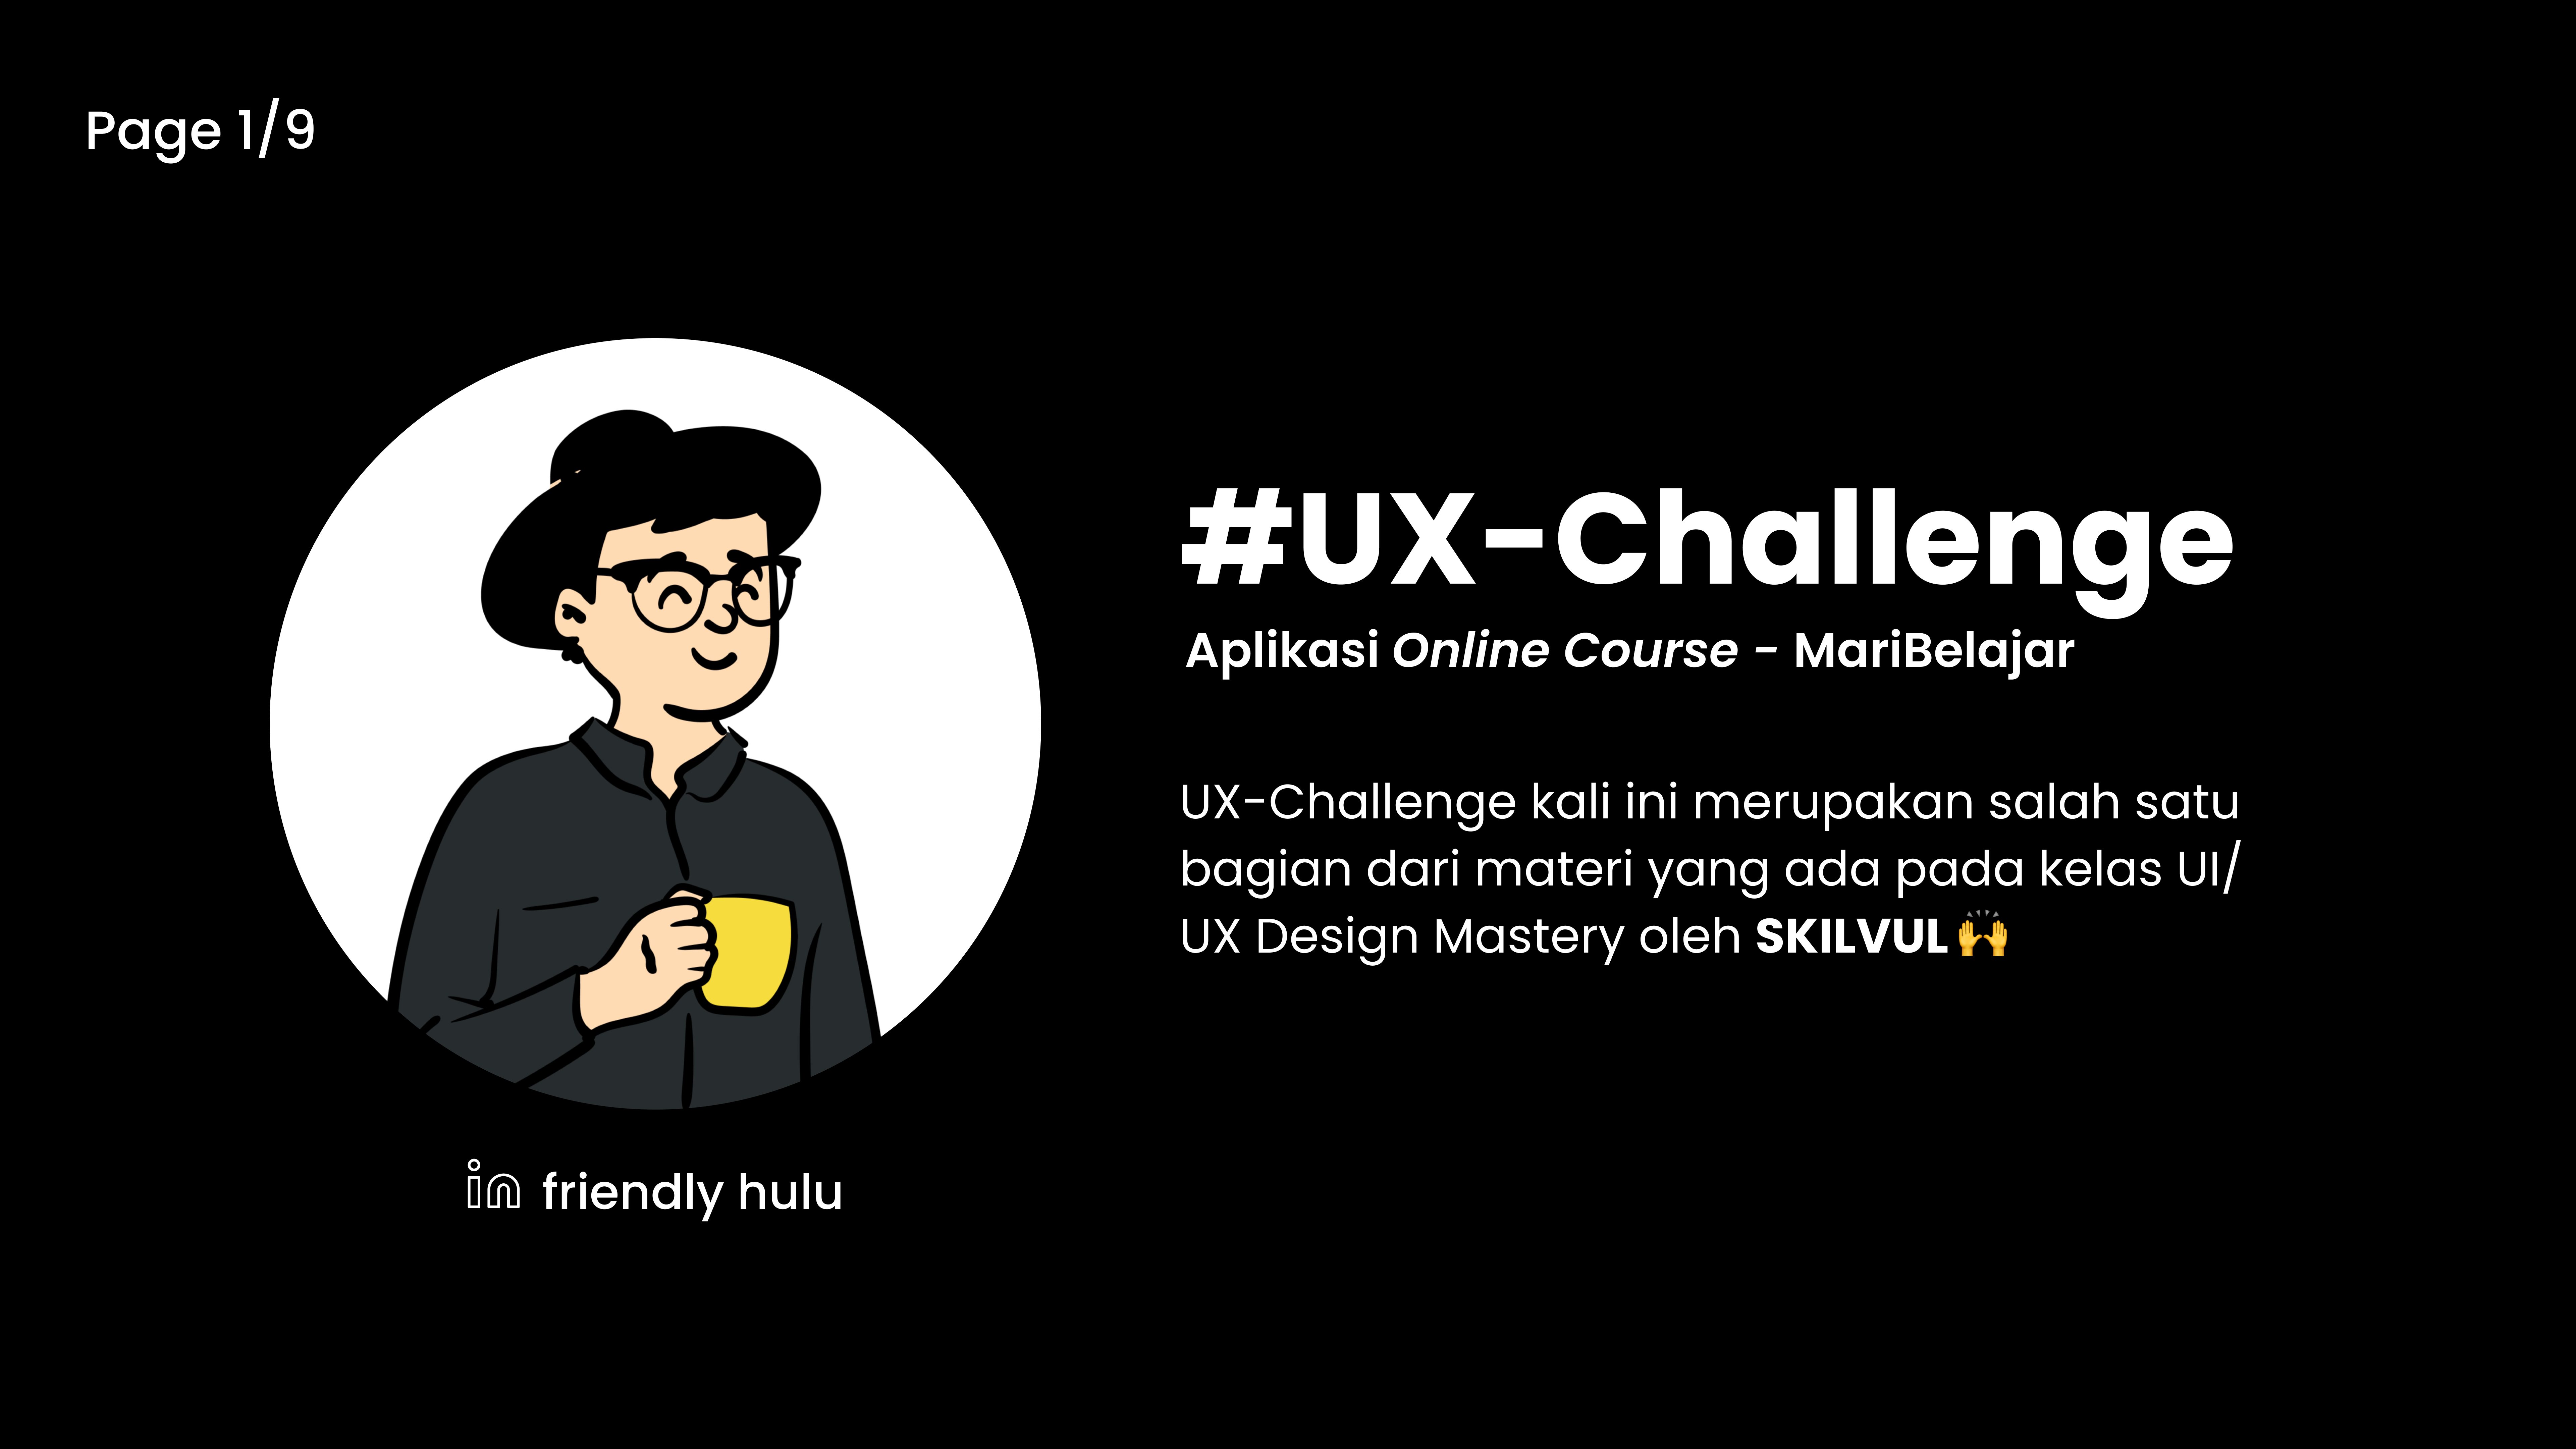 Page 1/9
#UX-Challenge
Aplikasi Online Course - MariBelajar
UX-Challenge kali ini merupakan salah satu
bagian dari materi yang ada pada kelas UI/
UX Design Mastery oleh SKILVUL 🙌
in friendly hulu